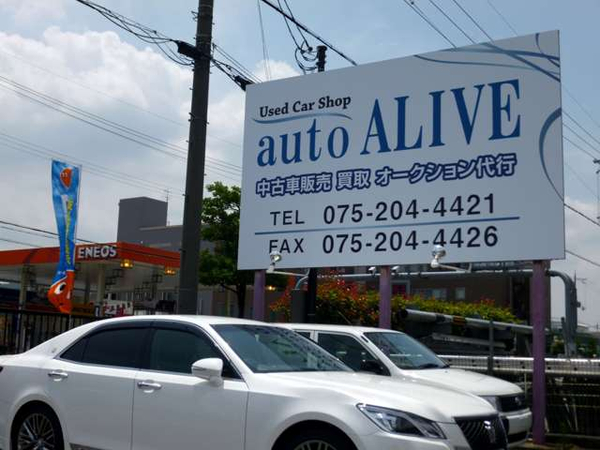 Used Car Shop
auto ALIVE
中古車販売 買取 オークション代行
TEL 075-204-4421
FAX 075-204-4426
ENEOS